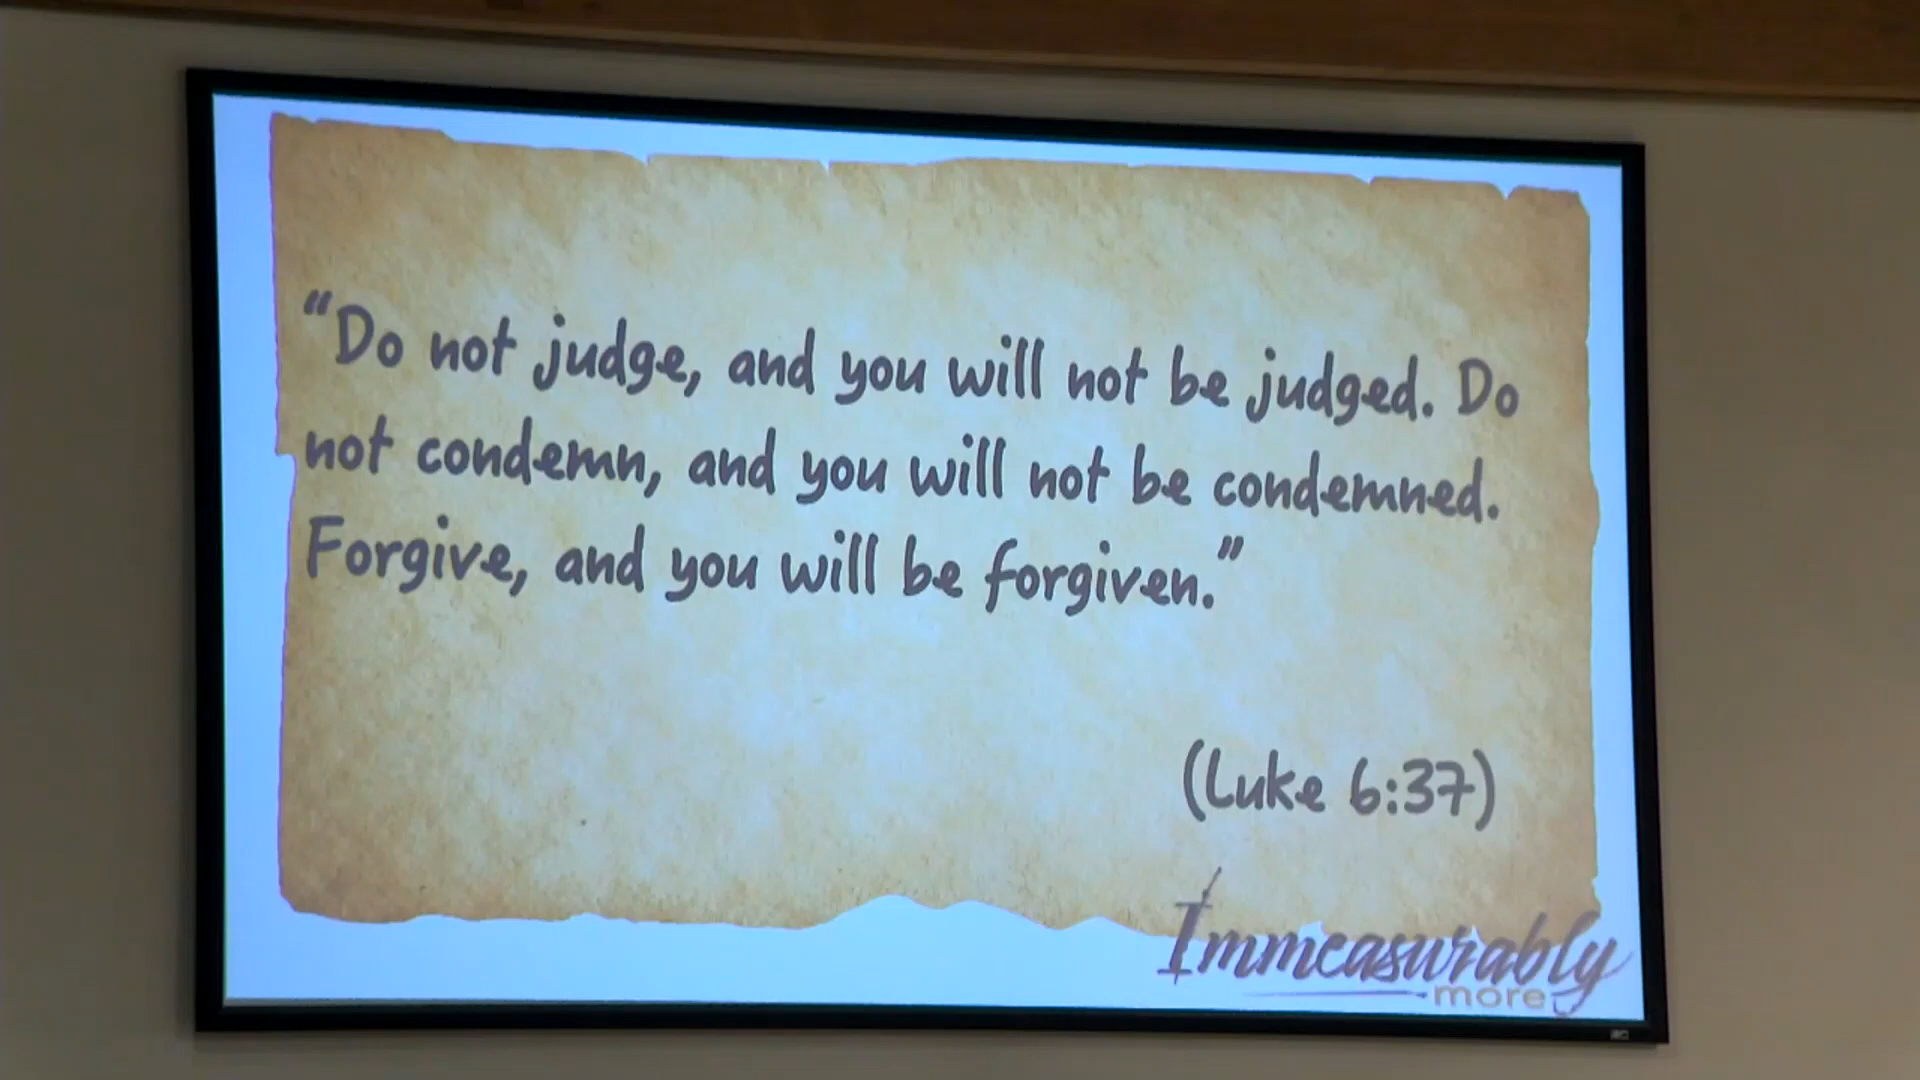 “Do not judge, and you will not be judged. Do
not condemn, and you will not be condemned.
Forgive, and you will be forgiven.”
(Luke 6:37)
Immeasurably
more